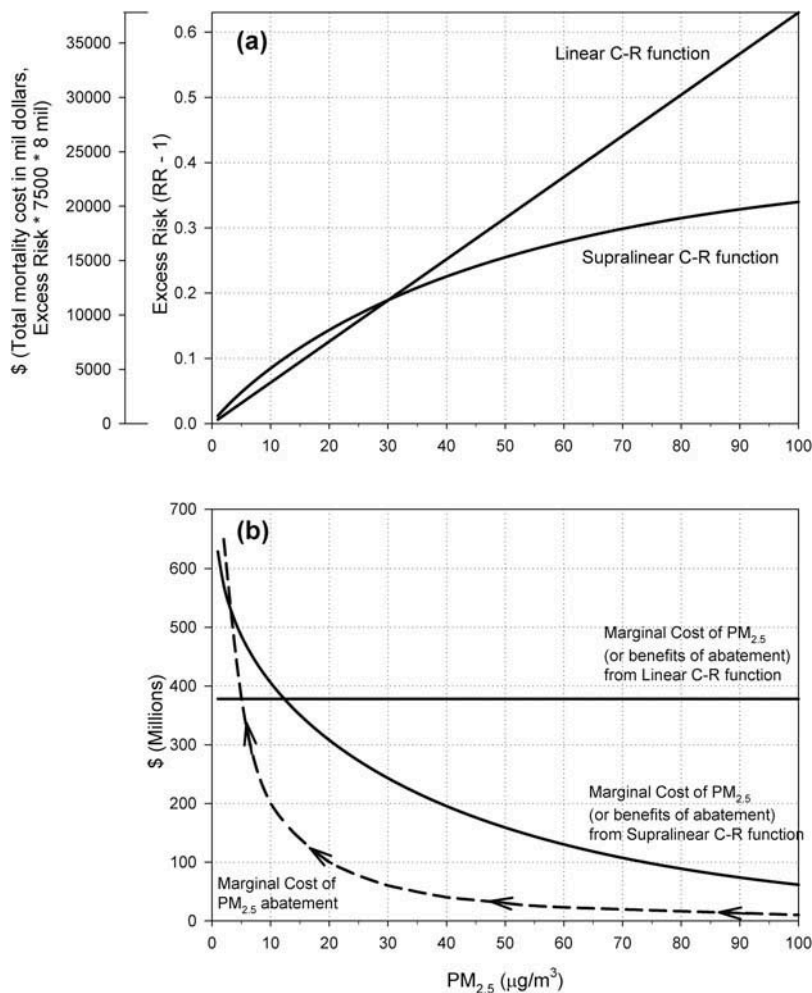 (a)
$ (Total mortality cost in mil dollars,
Excess Risk * 7500 * 8 mil)
35000
30000
25000
20000
15000
10000
5000
0
Excess Risk (RR - 1)
0.6
0.5
0.4
0.3
0.2
0.1
0.0
Linear C-R function
Supralinear C-R function
0 10 20 30 40 50 60 70 80 90 100
(b)
$ (Millions)
700
600
500
400
300
200
100
0
Marginal Cost of PM2.5
(or benefits of abatement)
from Linear C-R function
Marginal Cost of PM2.5
(or benefits of abatement)
from Supralinear C-R function
Marginal Cost of
PM2.5 abatement
0 10 20 30 40 50 60 70 80 90 100
PM2.5 (μg/m³)